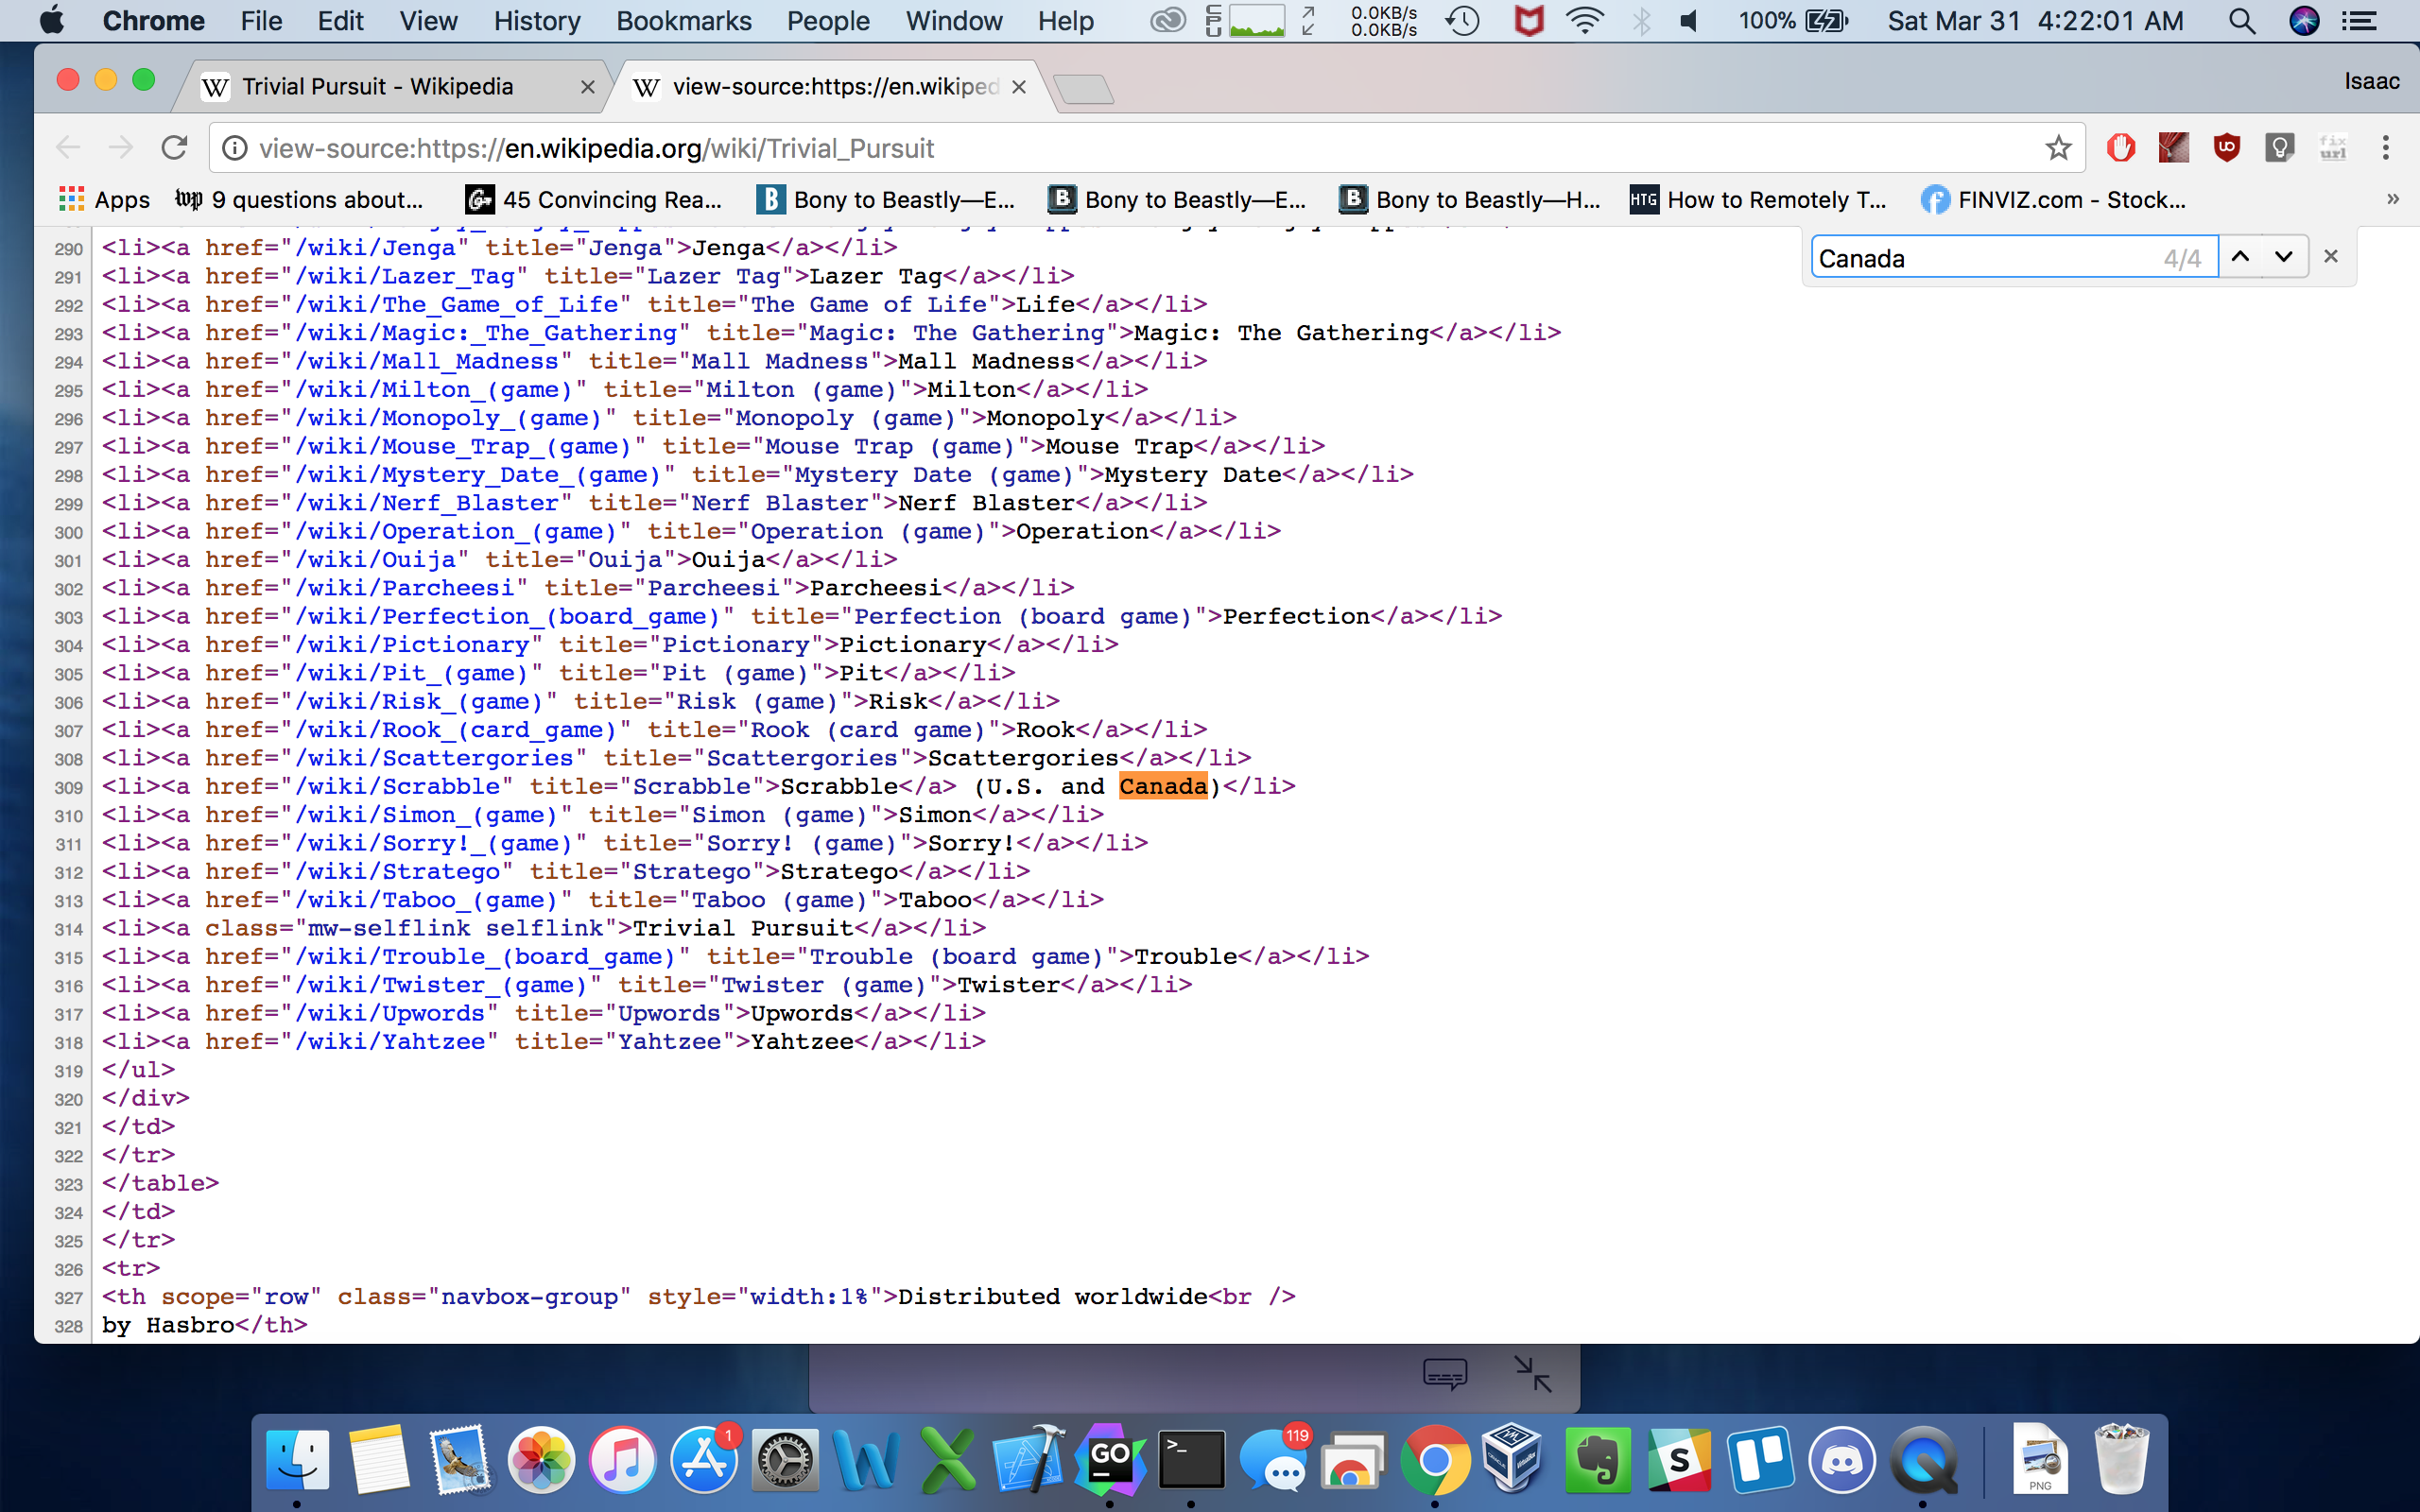 Chrome File Edit View History Bookmarks People Window Help CPU 0.0KB/s 0.0KB/s 100% Sat Mar 31 4:22:01 AM
Trivial Pursuit - Wikipedia view-source:https://en.wikiped Isaac
view-source:https://en.wikipedia.org/wiki/Trivial_Pursuit fix url
Apps wp 9 questions about... 45 Convincing Rea... B Bony to Beastly—E... B Bony to Beastly—E... B Bony to Beastly—H... HTG How to Remotely T... FINVIZ.com - Stock... »
Canada 4/4
290 <li><a href="/wiki/Jenga" title="Jenga">Jenga</a></li>
291 <li><a href="/wiki/Lazer_Tag" title="Lazer Tag">Lazer Tag</a></li>
292 <li><a href="/wiki/The_Game_of_Life" title="The Game of Life">Life</a></li>
293 <li><a href="/wiki/Magic:_The_Gathering" title="Magic: The Gathering">Magic: The Gathering</a></li>
294 <li><a href="/wiki/Mall_Madness" title="Mall Madness">Mall Madness</a></li>
295 <li><a href="/wiki/Milton_(game)" title="Milton (game)">Milton</a></li>
296 <li><a href="/wiki/Monopoly_(game)" title="Monopoly (game)">Monopoly</a></li>
297 <li><a href="/wiki/Mouse_Trap_(game)" title="Mouse Trap (game)">Mouse Trap</a></li>
298 <li><a href="/wiki/Mystery_Date_(game)" title="Mystery Date (game)">Mystery Date</a></li>
299 <li><a href="/wiki/Nerf_Blaster" title="Nerf Blaster">Nerf Blaster</a></li>
300 <li><a href="/wiki/Operation_(game)" title="Operation (game)">Operation</a></li>
301 <li><a href="/wiki/Ouija" title="Ouija">Ouija</a></li>
302 <li><a href="/wiki/Parcheesi" title="Parcheesi">Parcheesi</a></li>
303 <li><a href="/wiki/Perfection_(board_game)" title="Perfection (board game)">Perfection</a></li>
304 <li><a href="/wiki/Pictionary" title="Pictionary">Pictionary</a></li>
305 <li><a href="/wiki/Pit_(game)" title="Pit (game)">Pit</a></li>
306 <li><a href="/wiki/Risk_(game)" title="Risk (game)">Risk</a></li>
307 <li><a href="/wiki/Rook_(card_game)" title="Rook (card game)">Rook</a></li>
308 <li><a href="/wiki/Scattergories" title="Scattergories">Scattergories</a></li>
309 <li><a href="/wiki/Scrabble" title="Scrabble">Scrabble</a> (U.S. and Canada)</li>
310 <li><a href="/wiki/Simon_(game)" title="Simon (game)">Simon</a></li>
311 <li><a href="/wiki/Sorry!_(game)" title="Sorry! (game)">Sorry!</a></li>
312 <li><a href="/wiki/Stratego" title="Stratego">Stratego</a></li>
313 <li><a href="/wiki/Taboo_(game)" title="Taboo (game)">Taboo</a></li>
314 <li><a class="mw-selflink selflink">Trivial Pursuit</a></li>
315 <li><a href="/wiki/Trouble_(board_game)" title="Trouble (board game)">Trouble</a></li>
316 <li><a href="/wiki/Twister_(game)" title="Twister (game)">Twister</a></li>
317 <li><a href="/wiki/Upwords" title="Upwords">Upwords</a></li>
318 <li><a href="/wiki/Yahtzee" title="Yahtzee">Yahtzee</a></li>
319 </ul>
320 </div>
321 </td>
322 </tr>
323 </table>
324 </td>
325 </tr>
326 <tr>
327 <th scope="row" class="navbox-group" style="width:1%">Distributed worldwide<br />
328 by Hasbro</th>
1 GO >_ 119 S PNG